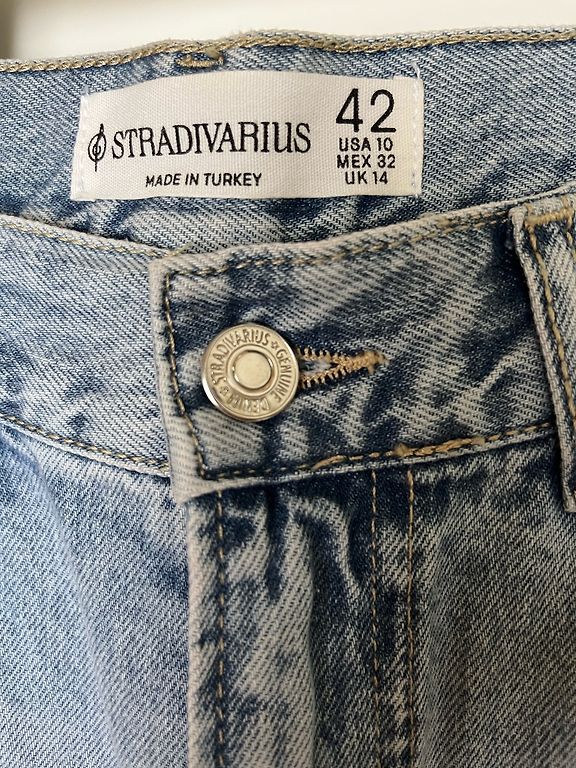 STRADIVARIUS
MADE IN TURKEY
42
USA 10
MEX 32
UK 14
STRADIVARIUS ★ GENUINE DENIM ★